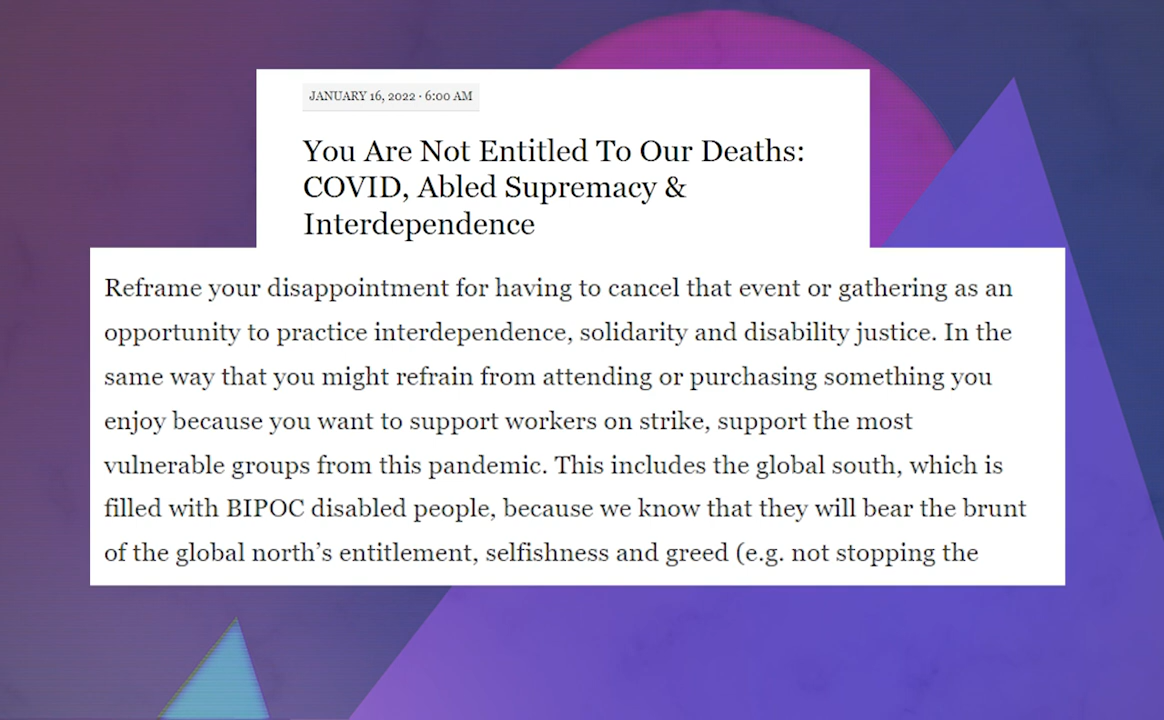 JANUARY 16, 2022 · 6:00 AM
You Are Not Entitled To Our Deaths:
COVID, Abled Supremacy &
Interdependence
Reframe your disappointment for having to cancel that event or gathering as an
opportunity to practice interdependence, solidarity and disability justice. In the
same way that you might refrain from attending or purchasing something you
enjoy because you want to support workers on strike, support the most
vulnerable groups from this pandemic. This includes the global south, which is
filled with BIPOC disabled people, because we know that they will bear the brunt
of the global north’s entitlement, selfishness and greed (e.g. not stopping the